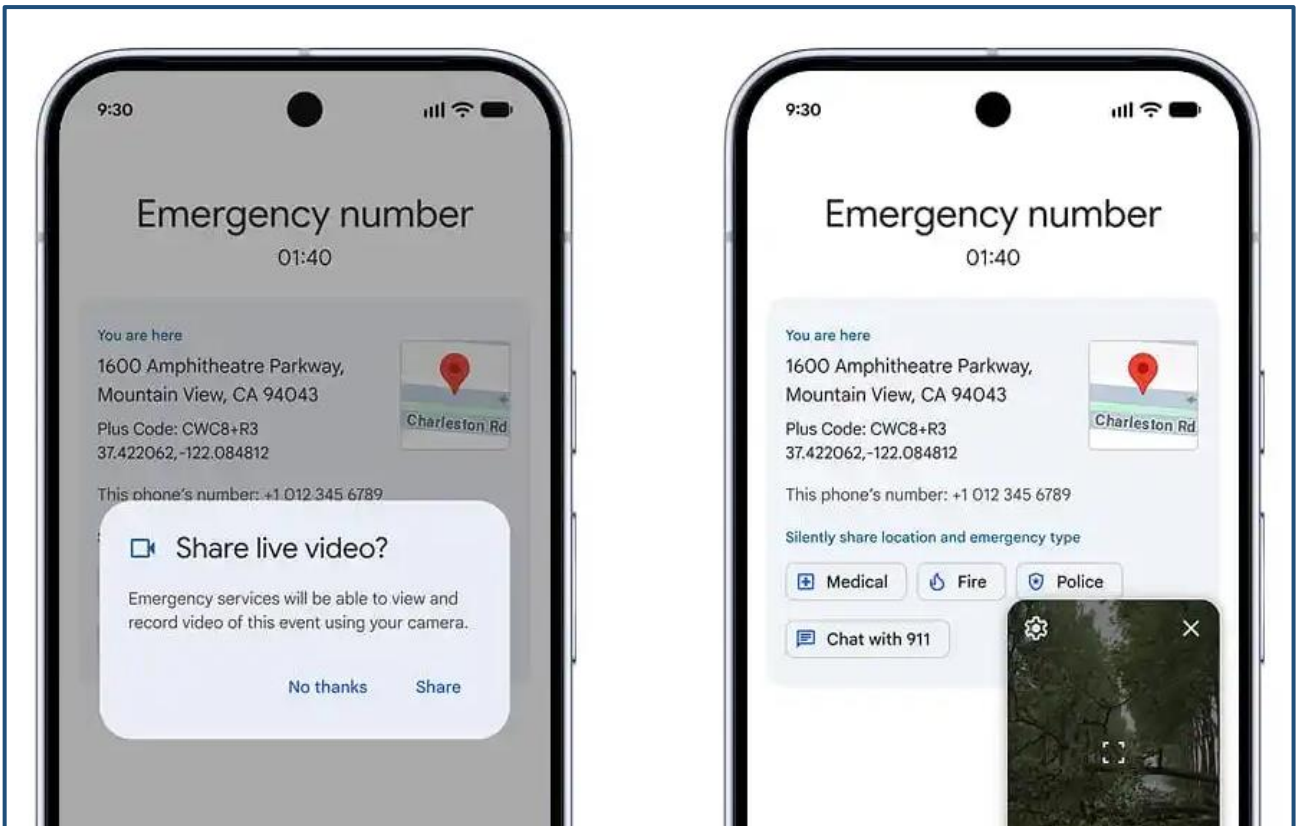 9:30
Emergency number
01:40
You are here
1600 Amphitheatre Parkway,
Mountain View, CA 94043
Plus Code: CWC8+R3
37.422062,-122.084812
Charleston Rd
This phone's number: +1 012 345 6789
Share live video?
Emergency services will be able to view and
record video of this event using your camera.
No thanks Share
9:30
Emergency number
01:40
You are here
1600 Amphitheatre Parkway,
Mountain View, CA 94043
Plus Code: CWC8+R3
37.422062,-122.084812
Charleston Rd
This phone's number: +1 012 345 6789
Silently share location and emergency type
Medical Fire Police
Chat with 911